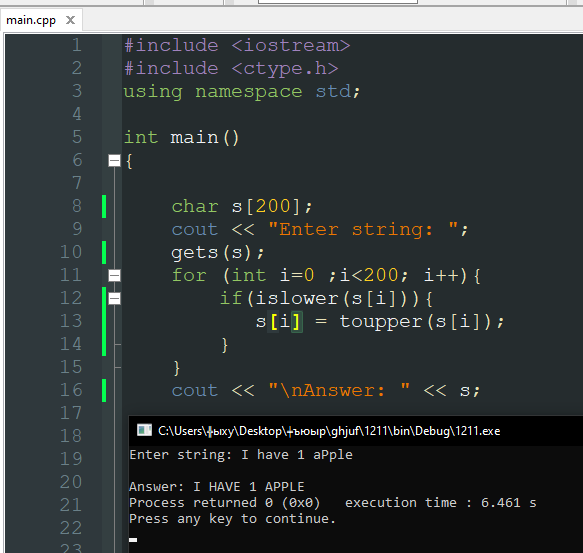 main.cpp X
1 #include <iostream>
2 #include <ctype.h>
3 using namespace std;
4
5 int main()
6 {
7
8 char s[200];
9 cout << "Enter string: ";
10 gets(s);
11 for (int i=0 ;i<200; i++){
12 if(islower(s[i])){
13 s[i] = toupper(s[i]);
14 }
15 }
16 cout << "\nAnswer: " << s;
17
18
19
20
21
22
23
C:\Users\╬ыху\Desktop\┼ъюыр\ghjuf\1211\bin\Debug\1211.exe
Enter string: I have 1 aPple
Answer: I HAVE 1 APPLE
Process returned 0 (0x0) execution time : 6.461 s
Press any key to continue.